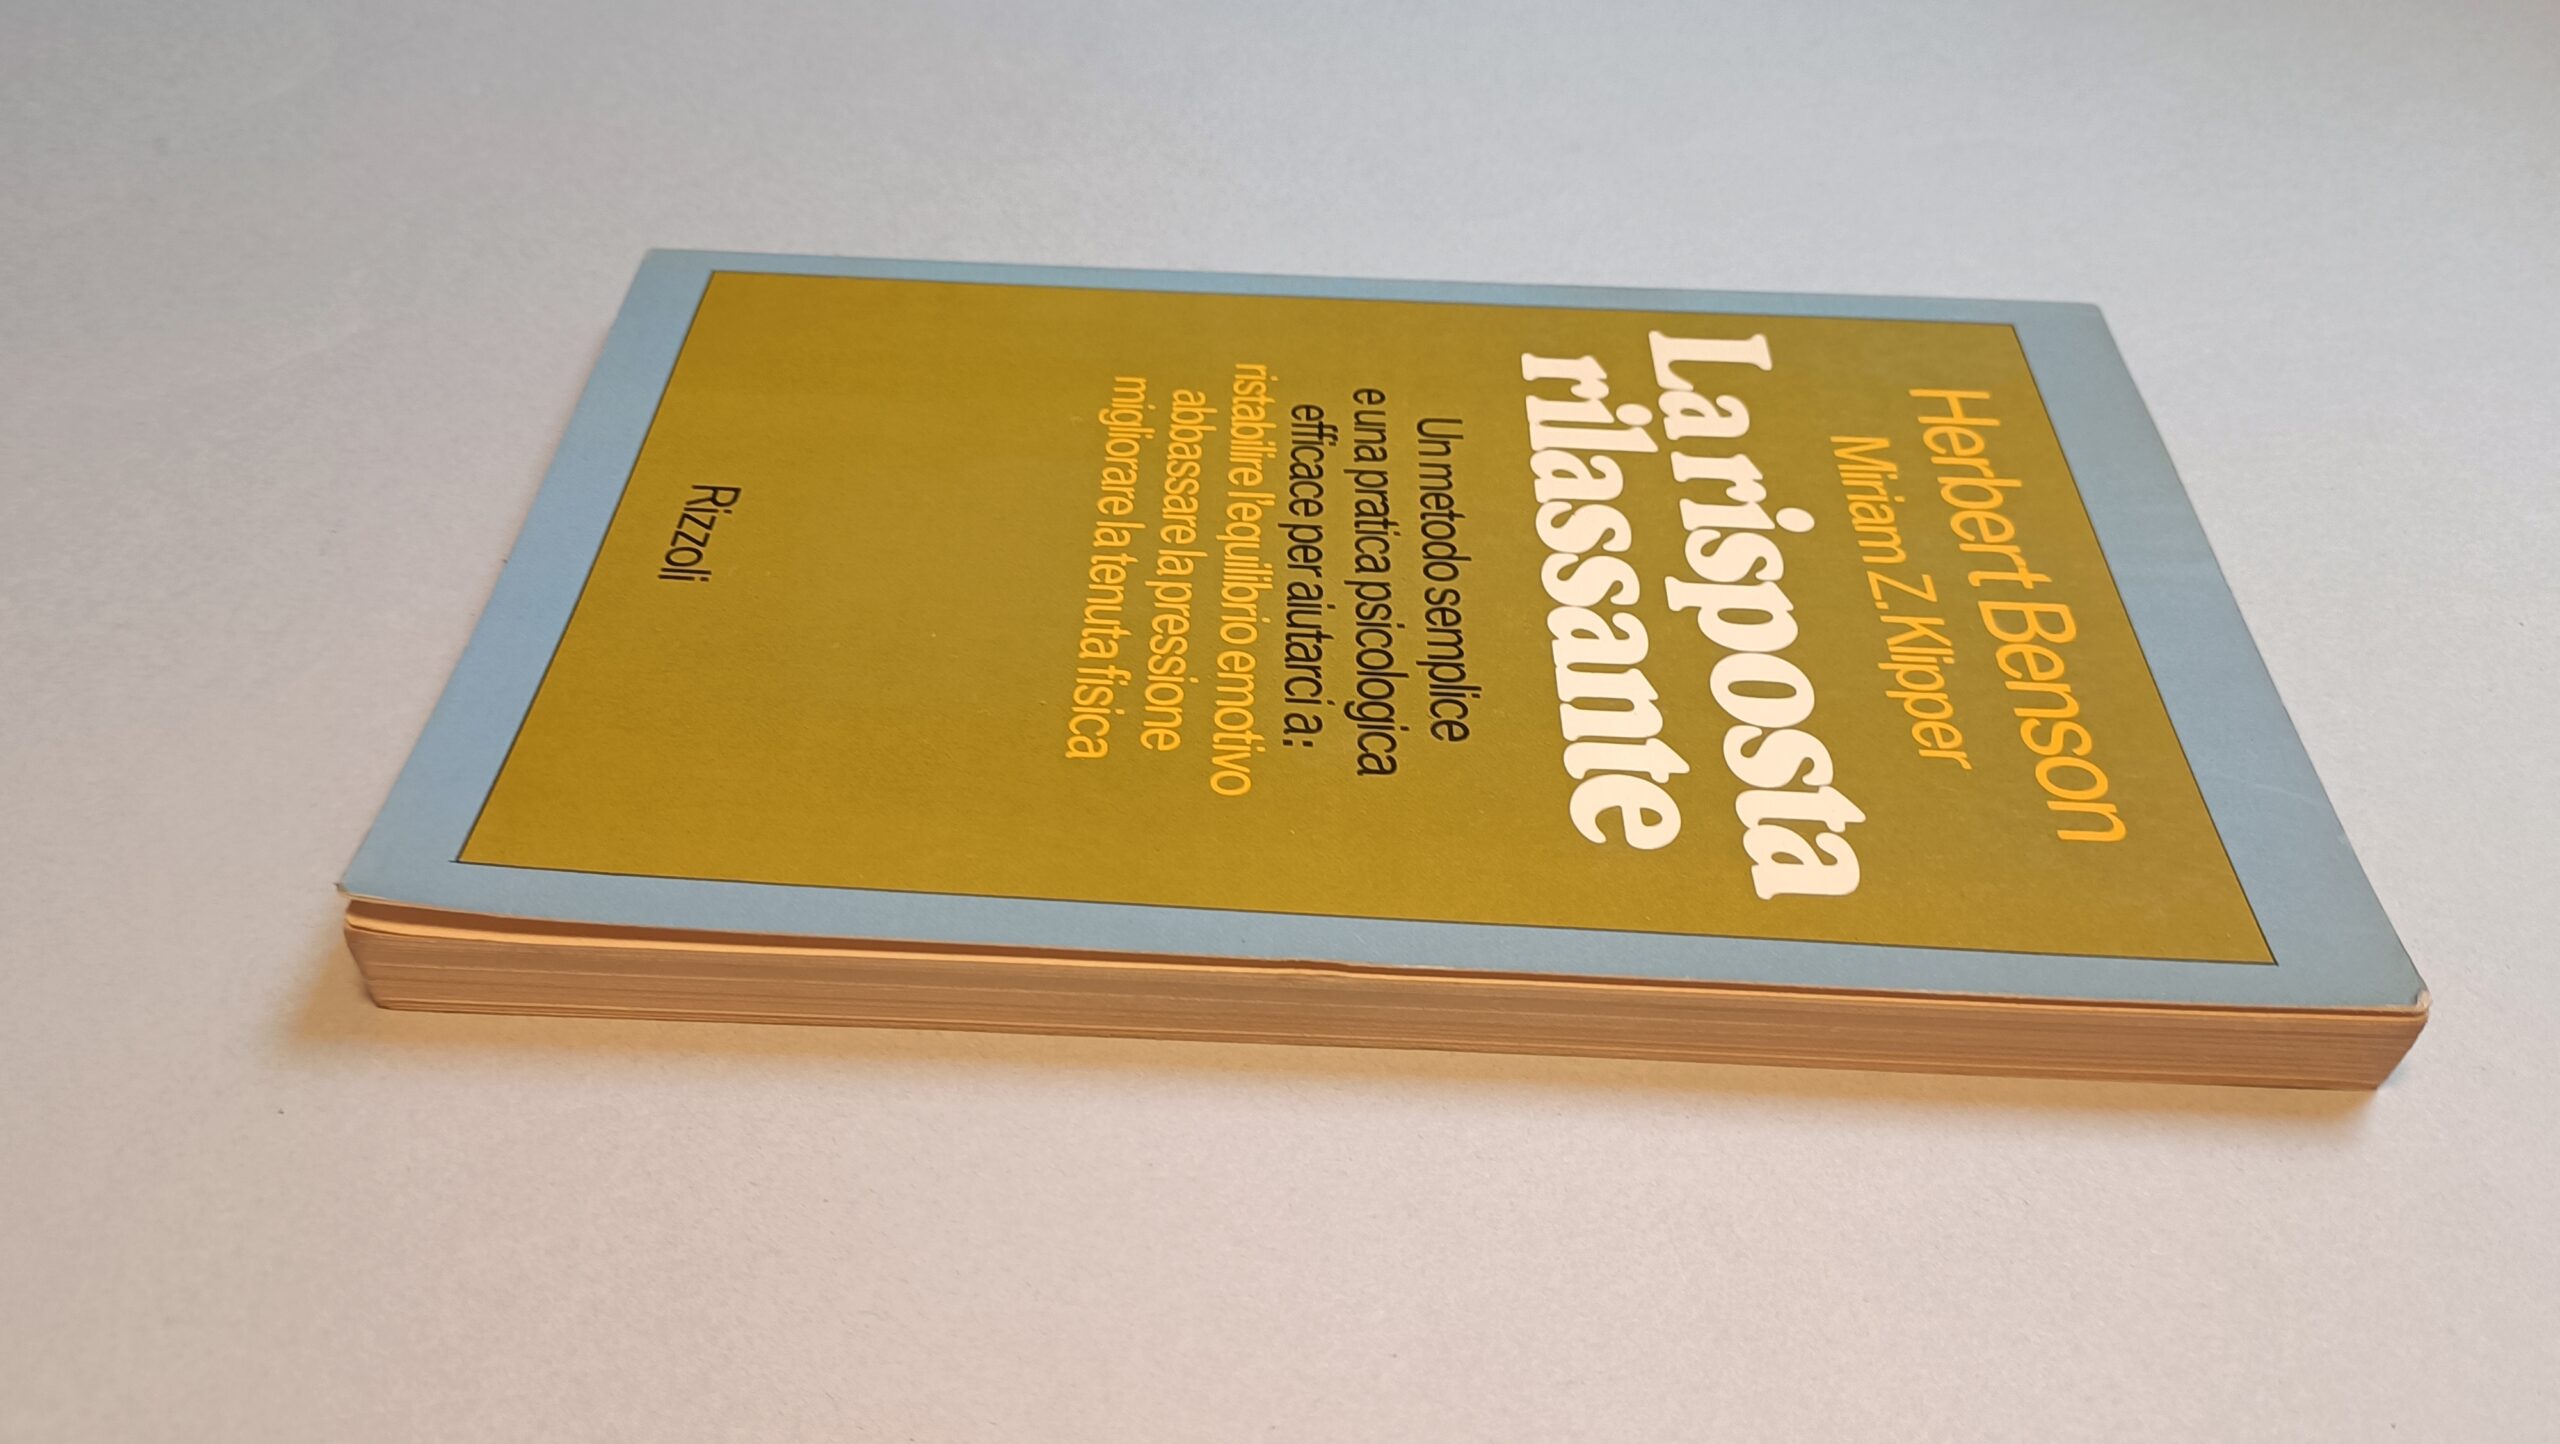 Herbert Benson
Miriam Z. Klipper
La risposta
rilassante
Un metodo semplice
e una pratica psicologica
efficace per aiutarci a:
ristabilire l'equilibrio emotivo
abbassare la pressione
migliorare la tenuta fisica
Rizzoli